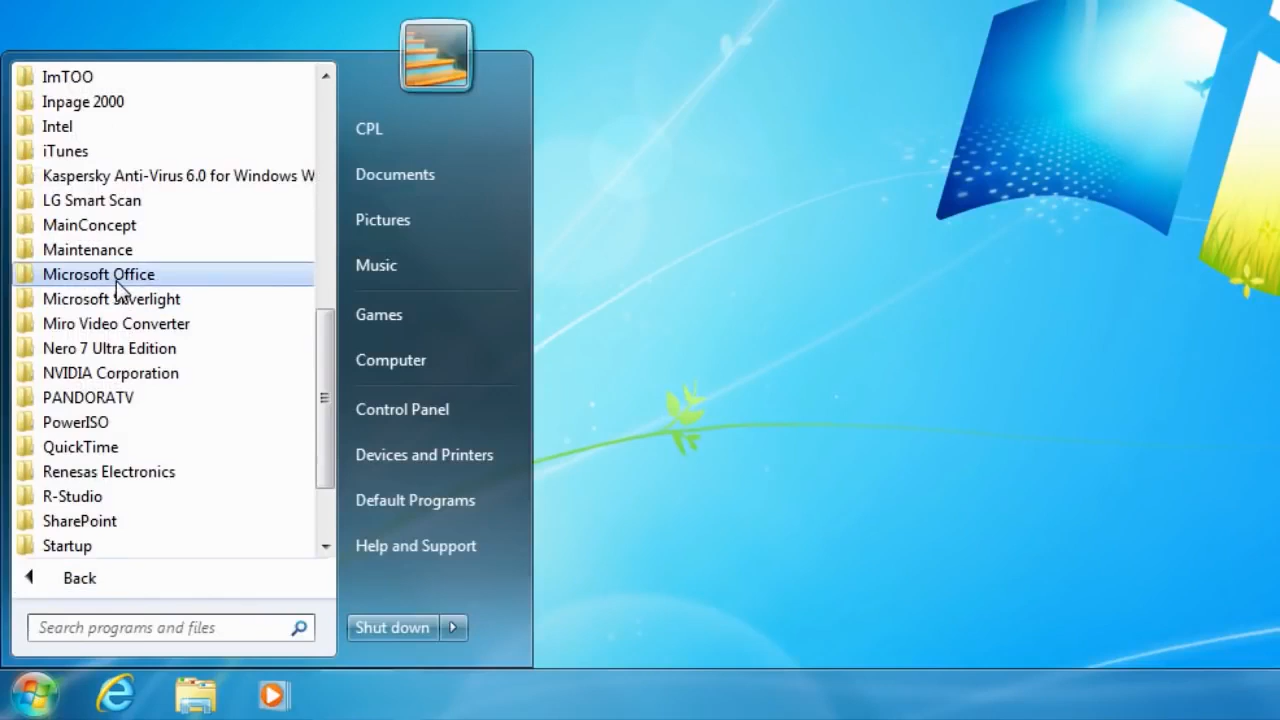 ImTOO
Inpage 2000
Intel
iTunes
Kaspersky Anti-Virus 6.0 for Windows W
LG Smart Scan
MainConcept
Maintenance
Microsoft Office
Microsoft Silverlight
Miro Video Converter
Nero 7 Ultra Edition
NVIDIA Corporation
PANDORATV
PowerISO
QuickTime
Renesas Electronics
R-Studio
SharePoint
Startup
Back
Search programs and files
CPL
Documents
Pictures
Music
Games
Computer
Control Panel
Devices and Printers
Default Programs
Help and Support
Shut down